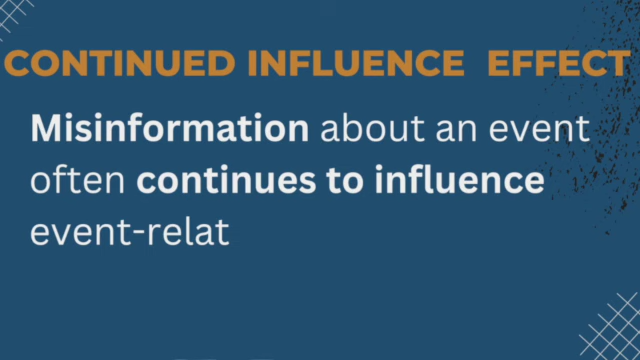 CONTINUED INFLUENCE EFFECT
Misinformation about an event
often continues to influence
event-relat